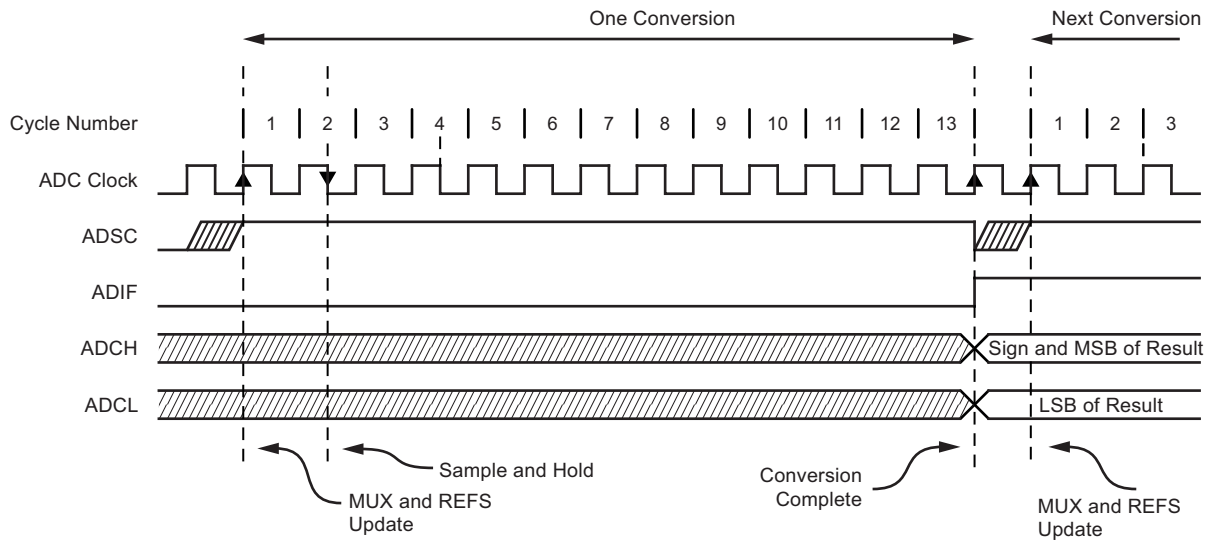 One Conversion
Next Conversion
Cycle Number
1 2 3 4 5 6 7 8 9 10 11 12 13 1 2 3
ADC Clock
ADSC
ADIF
ADCH
Sign and MSB of Result
ADCL
LSB of Result
Sample and Hold
MUX and REFS
Update
Conversion
Complete
MUX and REFS
Update